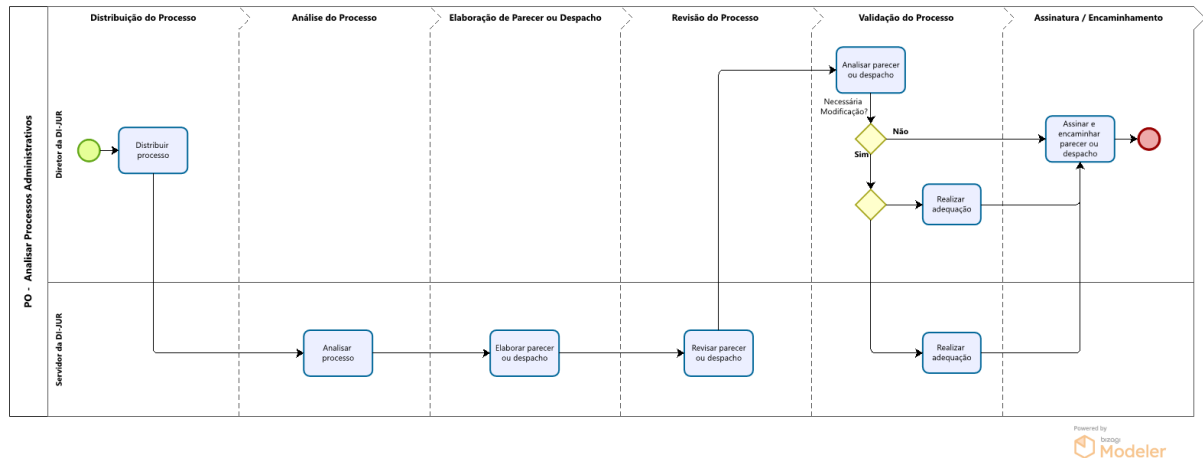 Distribuição do Processo
Análise do Processo
Elaboração de Parecer ou Despacho
Revisão do Processo
Validação do Processo
Assinatura / Encaminhamento
PO - Analisar Processos Administrativos
Diretor da DI-JUR
Distribuir
processo
Analisar parecer
ou despacho
Necessária
Modificação?
Não
Sim
Assinar e
encaminhar
parecer ou
despacho
Realizar
adequação
Servidor da DI-JUR
Analisar
processo
Elaborar parecer
ou despacho
Revisar parecer
ou despacho
Realizar
adequação
Powered by
bizagi
Modeler